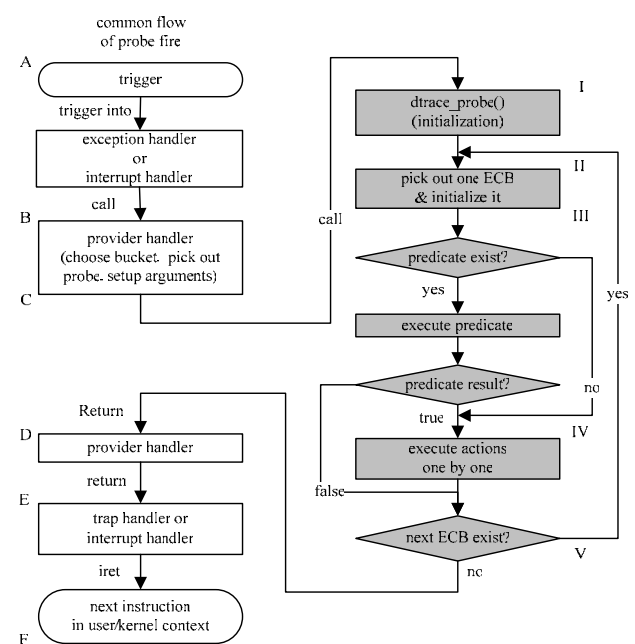 common flow
of probe fire
A
trigger
trigger into
exception handler
or
interrupt handler
call
B
provider handler
(choose bucket. pick out
probe. setup arguments)
C
call
I
dtrace_probe()
(initialization)
II
pick out one ECB
& initialize it
III
predicate exist?
yes
yes
execute predicate
predicate result?
no
true
IV
execute actions
one by one
false
next ECB exist?
V
no
Return
D
provider handler
return
E
trap handler or
interrupt handler
iret
next instruction
in user/kernel context
F